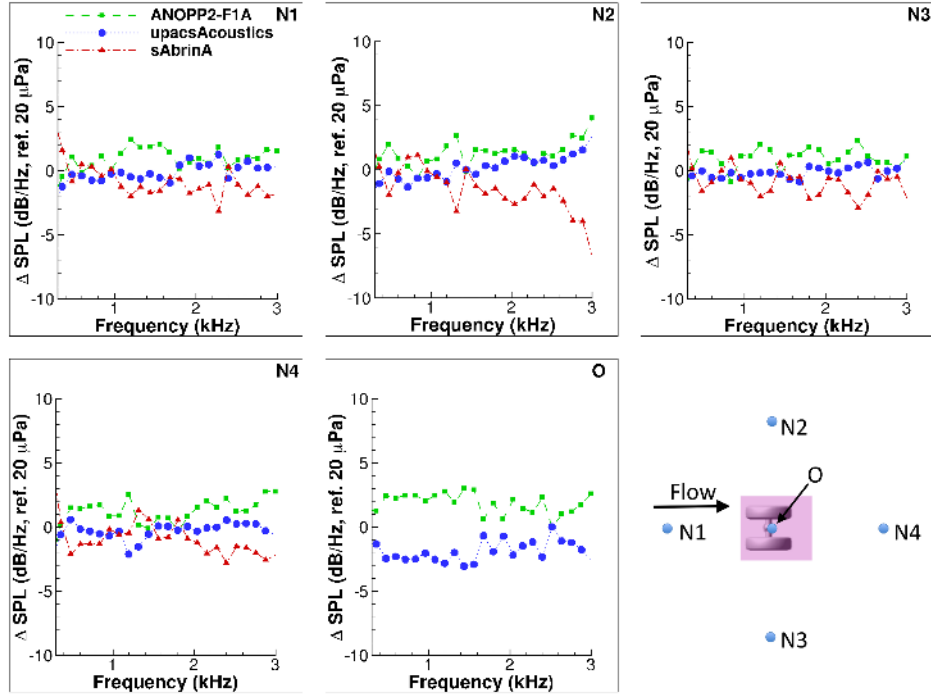 N1
ANOPP2-F1A
upacsAcoustics
sAbrinA
10
5
0
-5
-10
Δ SPL (dB/Hz, ref. 20 μPa)
1 2 3
Frequency (kHz)
N2
10
5
0
-5
-10
Δ SPL (dB/Hz, ref. 20 μPa)
1 2 3
Frequency (kHz)
N3
10
5
0
-5
-10
Δ SPL (dB/Hz, 20 μPa)
1 2 3
Frequency (kHz)
N4
10
5
0
-5
-10
Δ SPL (dB/Hz, ref. 20 μPa)
1 2 3
Frequency (kHz)
O
10
5
0
-5
-10
Δ SPL (dB/Hz, ref. 20 μPa)
1 2 3
Frequency (kHz)
N2
O
Flow
N1
N4
N3